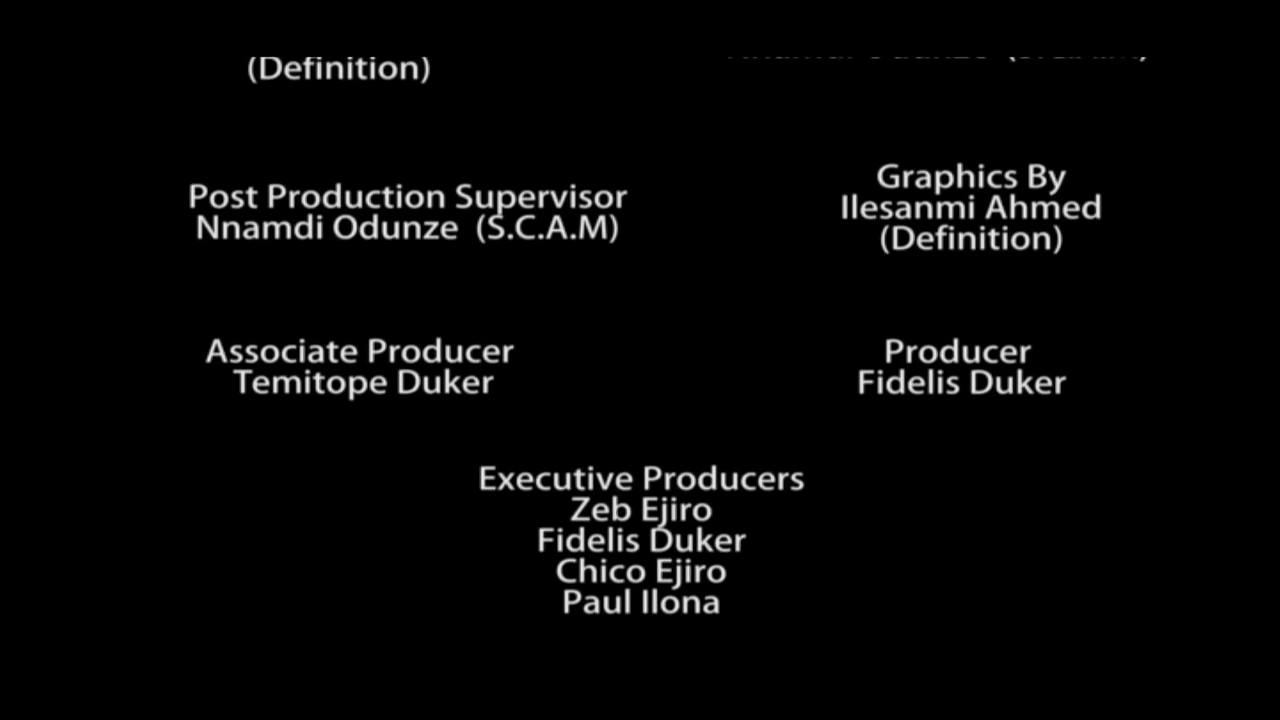 (Definition)
Post Production Supervisor
Nnamdi Odunze (S.C.A.M)
Graphics By
Ilesanmi Ahmed
(Definition)
Associate Producer
Temitope Duker
Producer
Fidelis Duker
Executive Producers
Zeb Ejiro
Fidelis Duker
Chico Ejiro
Paul Ilona